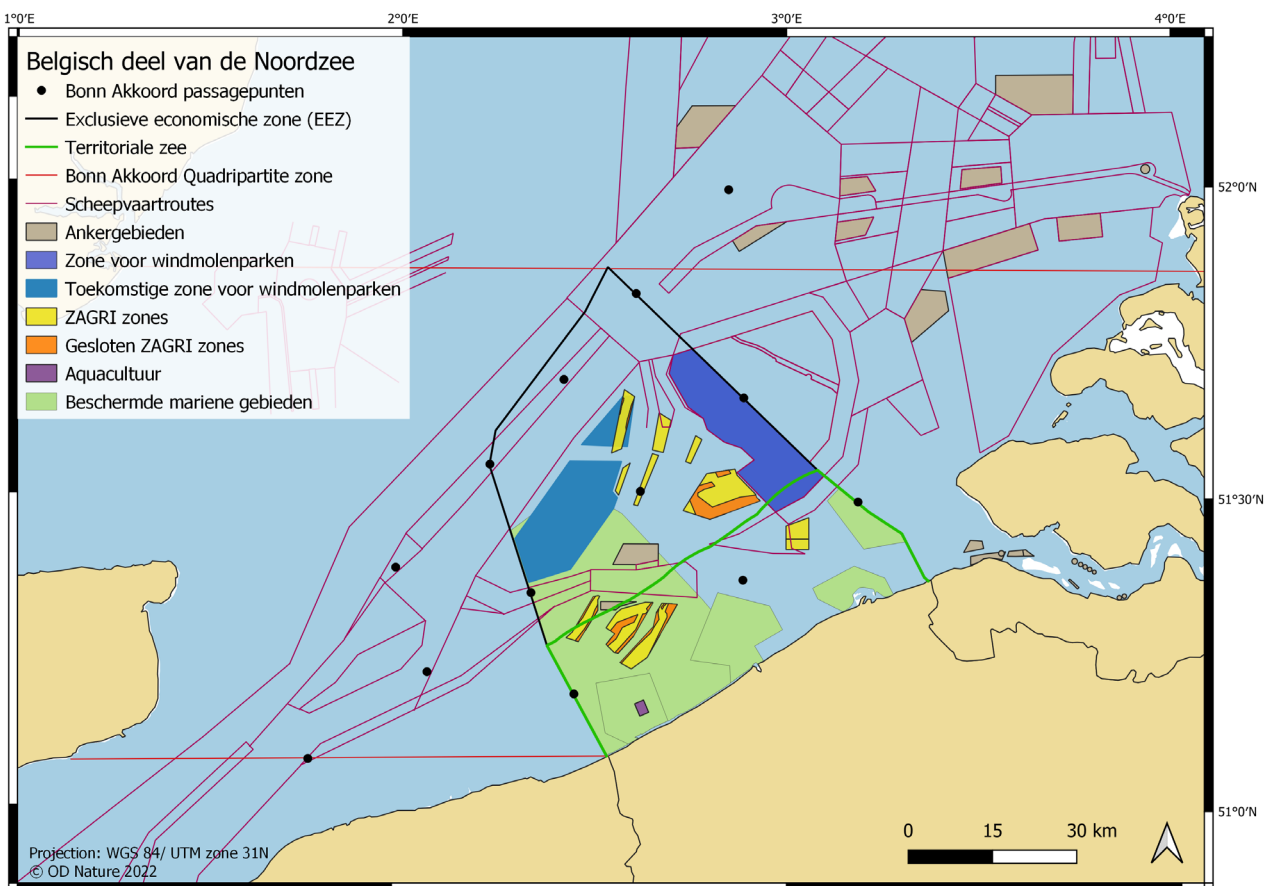 1°0'E 2°0'E 3°0'E 4°0'E
Belgisch deel van de Noordzee
Bonn Akkoord passagepunten
Exclusieve economische zone (EEZ)
Territoriale zee
Bonn Akkoord Quadripartite zone
Scheepvaartroutes
Ankergebieden
Zone voor windmolenparken
Toekomstige zone voor windmolenparken
ZAGRI zones
Gesloten ZAGRI zones
Aquacultuur
Beschermde mariene gebieden
52°0'N
51°30'N
51°0'N
0 15 30 km
Projection: WGS 84/ UTM zone 31N
© OD Nature 2022